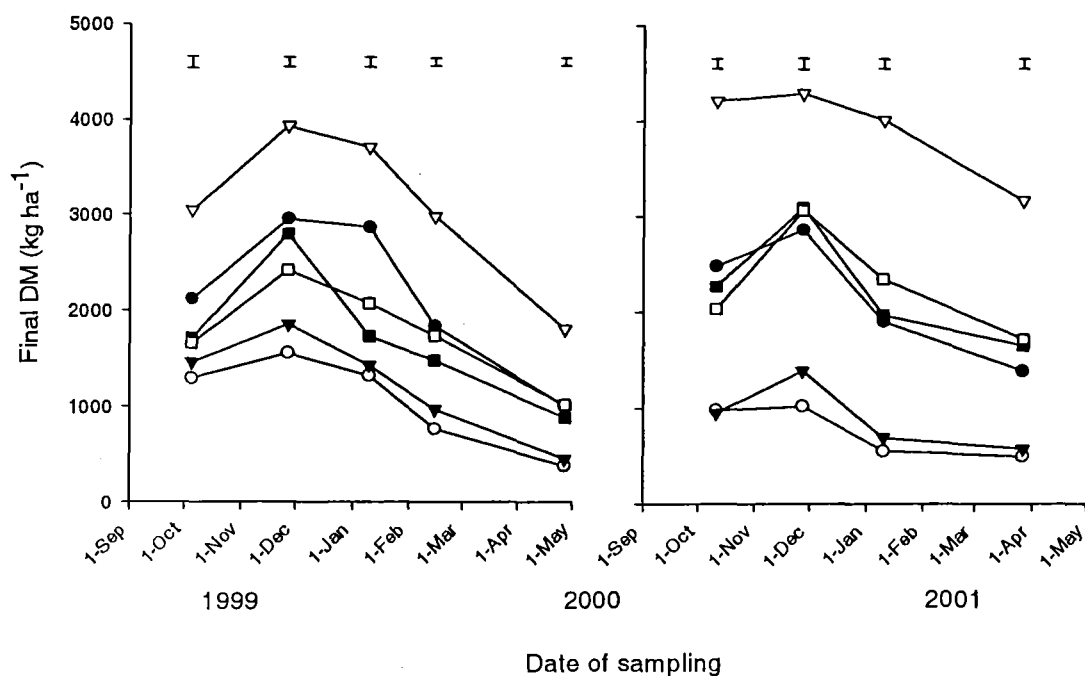 Final DM (kg ha⁻¹)
5000
4000
3000
2000
1000
0
1-Sep
1-Oct
1-Nov
1-Dec
1-Jan
1-Feb
1-Mar
1-Apr
1-May
1-Sep
1-Oct
1-Nov
1-Dec
1-Jan
1-Feb
1-Mar
1-Apr
1-May
1999
2000
2001
Date of sampling